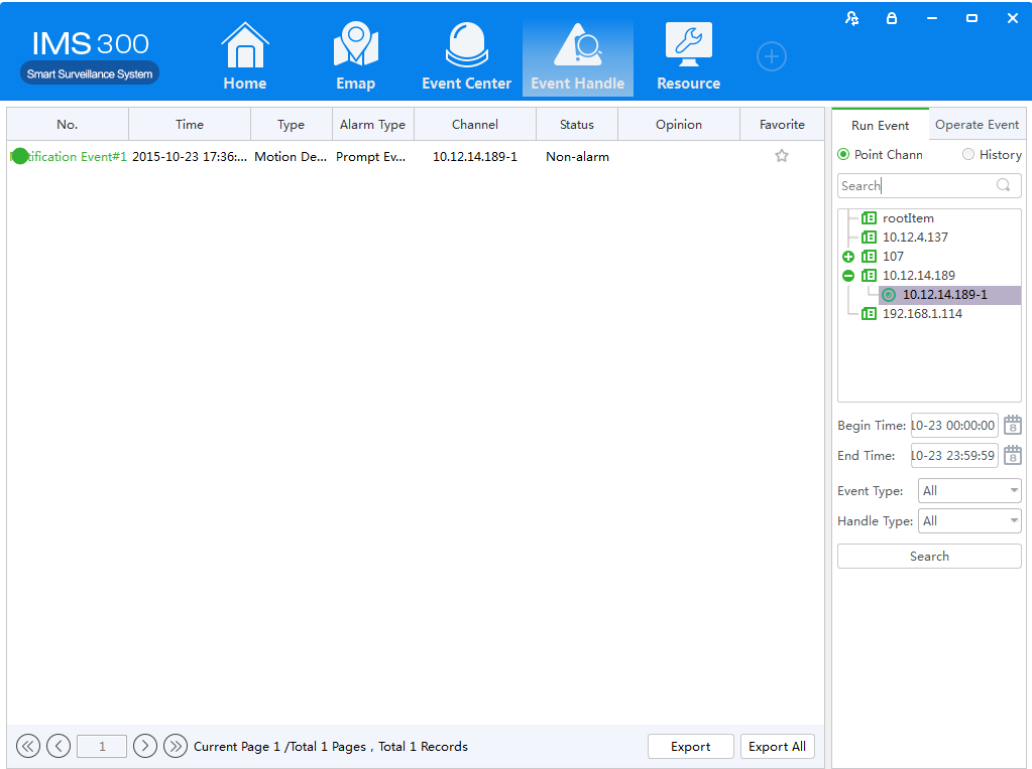 IMS 300
Smart Surveillance System
Home
Emap
Event Center
Event Handle
Resource
No. Time Type Alarm Type Channel Status Opinion Favorite
tification Event#1 2015-10-23 17:36:... Motion De... Prompt Ev... 10.12.14.189-1 Non-alarm
Run Event Operate Event
Point Chann History
Search
rootItem
10.12.4.137
107
10.12.14.189
10.12.14.189-1
192.168.1.114
Begin Time: 10-23 00:00:00 8
End Time: 10-23 23:59:59 8
Event Type: All
Handle Type: All
Search
1 Current Page 1 /Total 1 Pages , Total 1 Records Export Export All